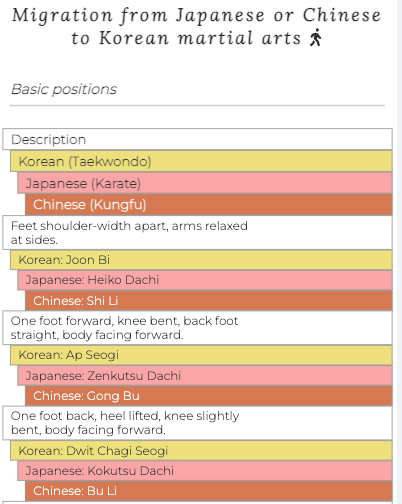 Migration from Japanese or Chinese
to Korean martial arts
Basic positions
Description
Korean (Taekwondo)
Japanese (Karate)
Chinese (Kungfu)
Feet shoulder-width apart, arms relaxed
at sides.
Korean: Joon Bi
Japanese: Heiko Dachi
Chinese: Shi Li
One foot forward, knee bent, back foot
straight, body facing forward.
Korean: Ap Seogi
Japanese: Zenkutsu Dachi
Chinese: Gong Bu
One foot back, heel lifted, knee slightly
bent, body facing forward.
Korean: Dwit Chagi Seogi
Japanese: Kokutsu Dachi
Chinese: Bu Li